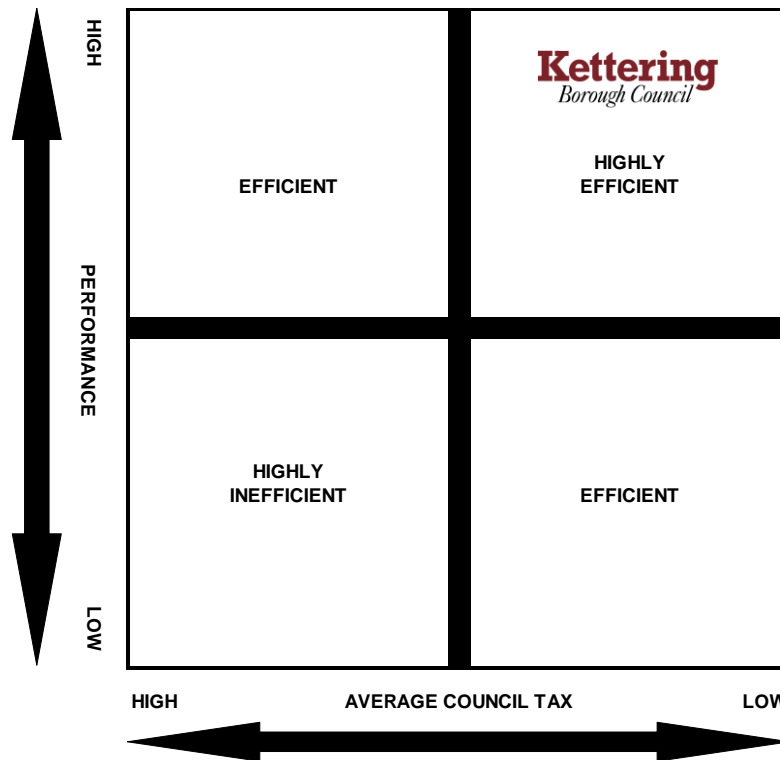 HIGH
Kettering
Borough Council
EFFICIENT
HIGHLY
EFFICIENT
PERFORMANCE
HIGHLY
INEFFICIENT
EFFICIENT
LOW
HIGH AVERAGE COUNCIL TAX LOW